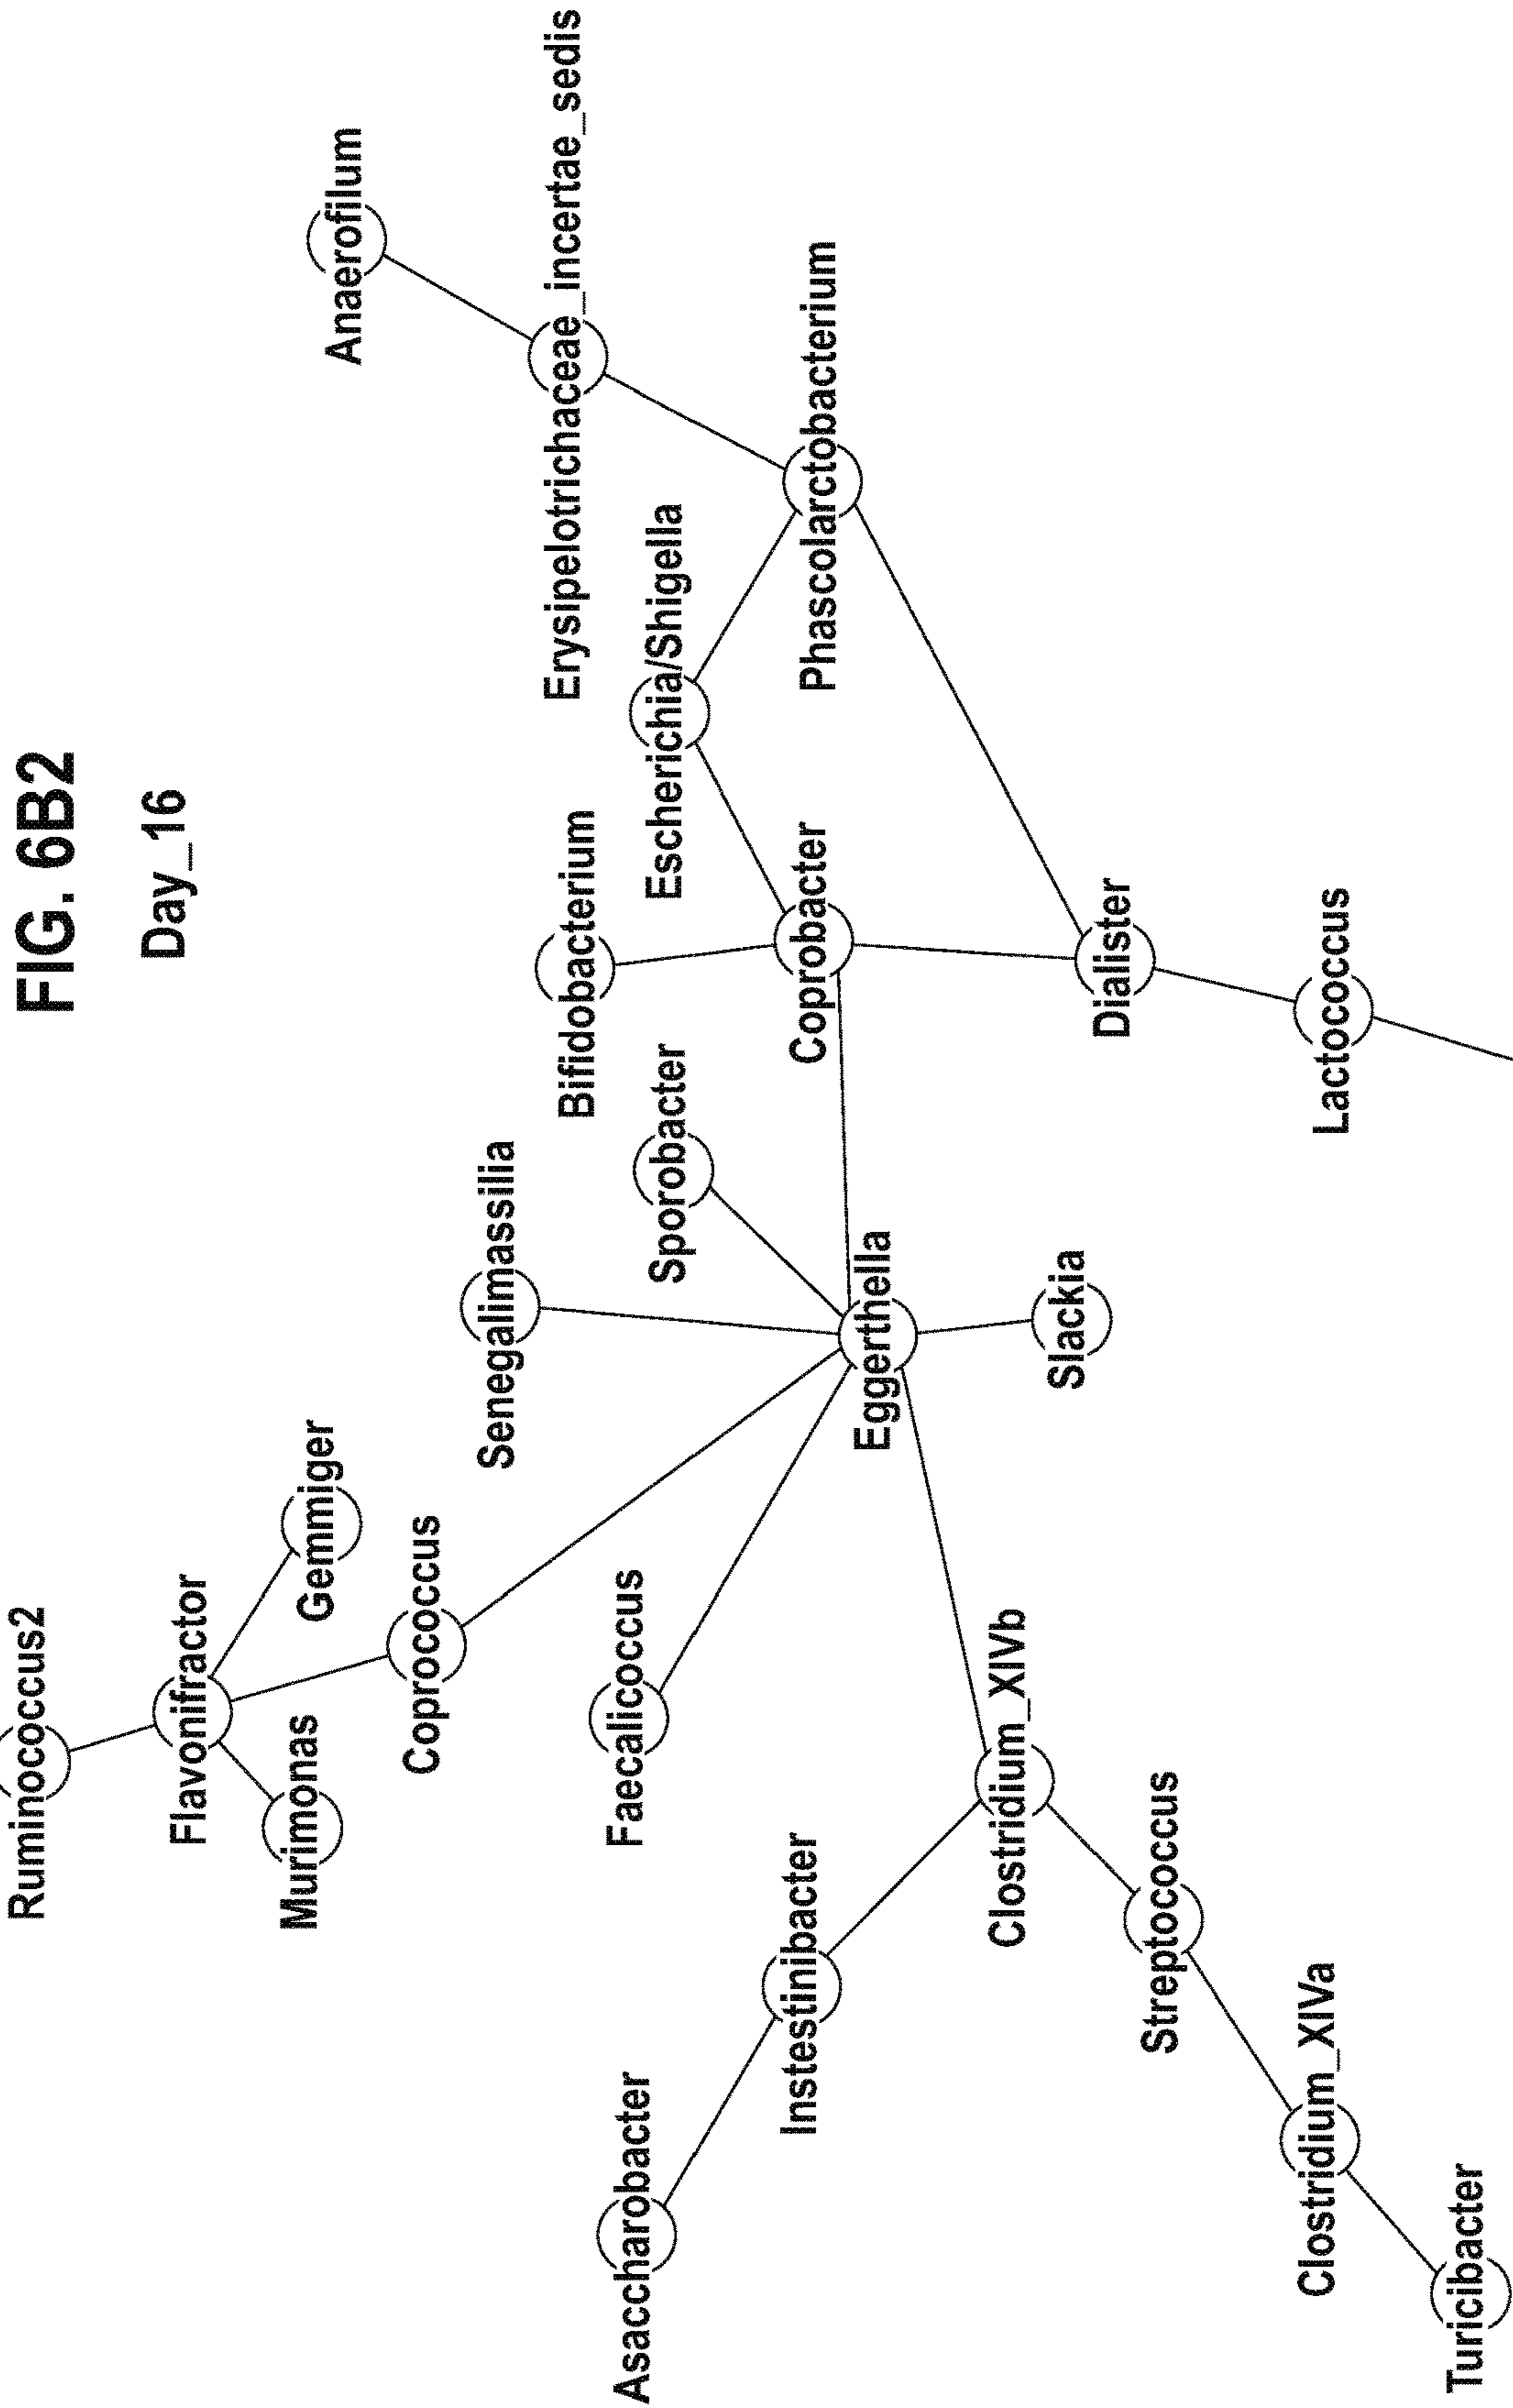 FIG. 6B2
Day_16
Ruminococcus2
Flavonifractor
Murimonas
Gemmiger
Anaerofilum
Coprococcus
Senegalimassilia
Erysipelotrichaceae_incertae_sedis
Bifidobacterium
Faecalicoccus
Asaccharobacter
Sporobacter
Escherichia/Shigella
Instestinibacter
Coprobacter
Phascolarctobacterium
Eggerthella
Clostridium_XIVb
Slackia
Dialister
Streptococcus
Clostridium_XIVa
Lactococcus
Turicibacter